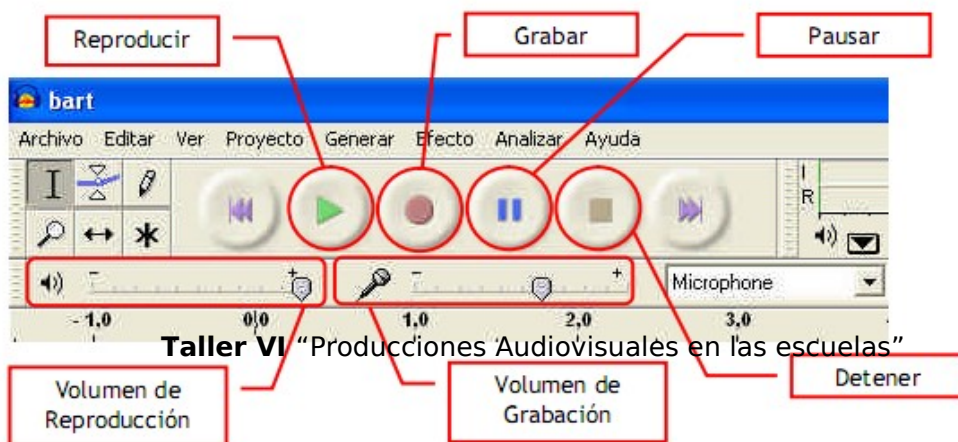 Reproducir
Grabar
Pausar
bart
Archivo Editar Ver Proyecto Generar Efecto Analizar Ayuda
I
R
- +
- +
Microphone
- 1,0 0,0 1,0 2,0 3,0
Taller VI “Producciones Audiovisuales en las escuelas”
Volumen de
Reproducción
Volumen de
Grabación
Detener